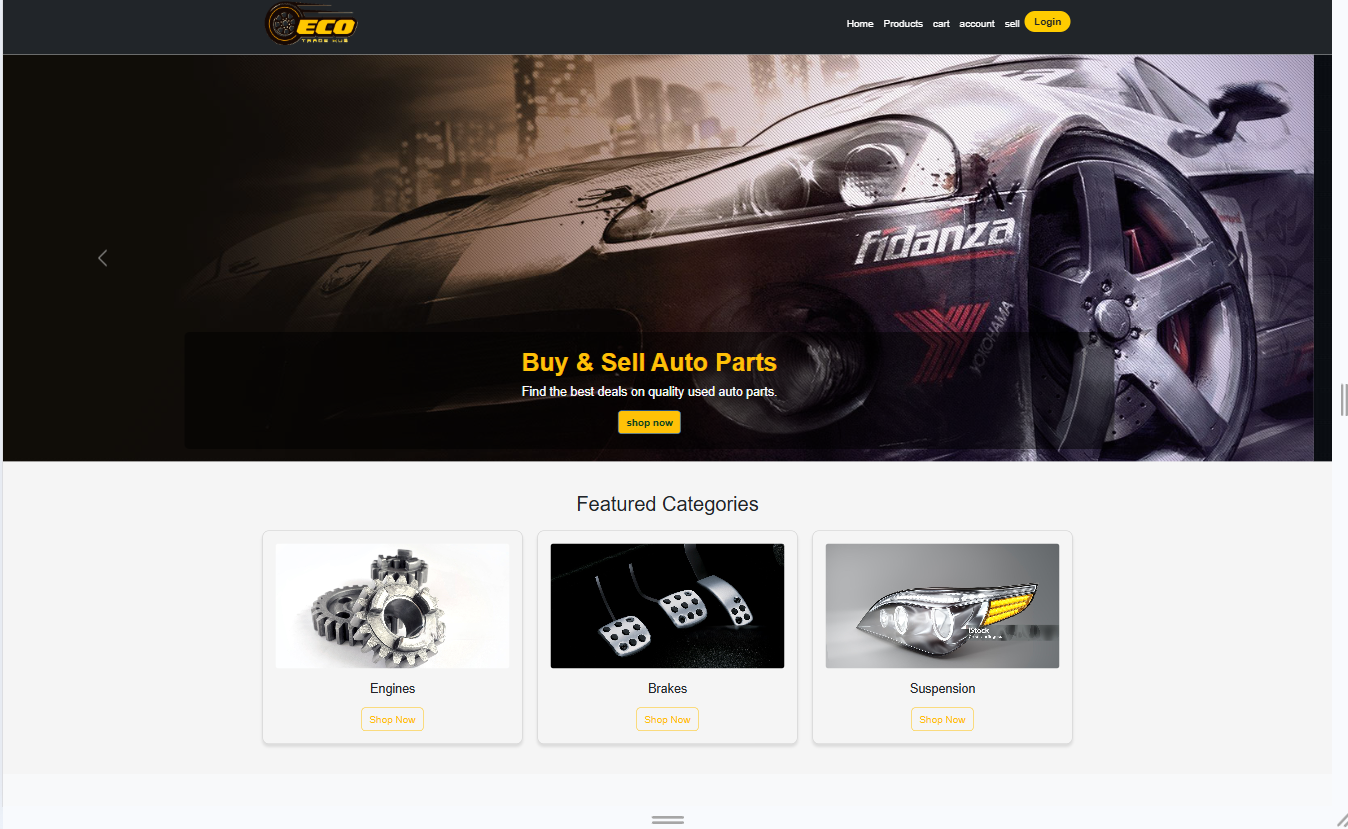 ECO
TRADE HUB
Home Products cart account sell Login
fidanza
YOKOHAMA
Buy & Sell Auto Parts
Find the best deals on quality used auto parts.
shop now
Featured Categories
iStock
Engines Brakes Suspension
Shop Now Shop Now Shop Now